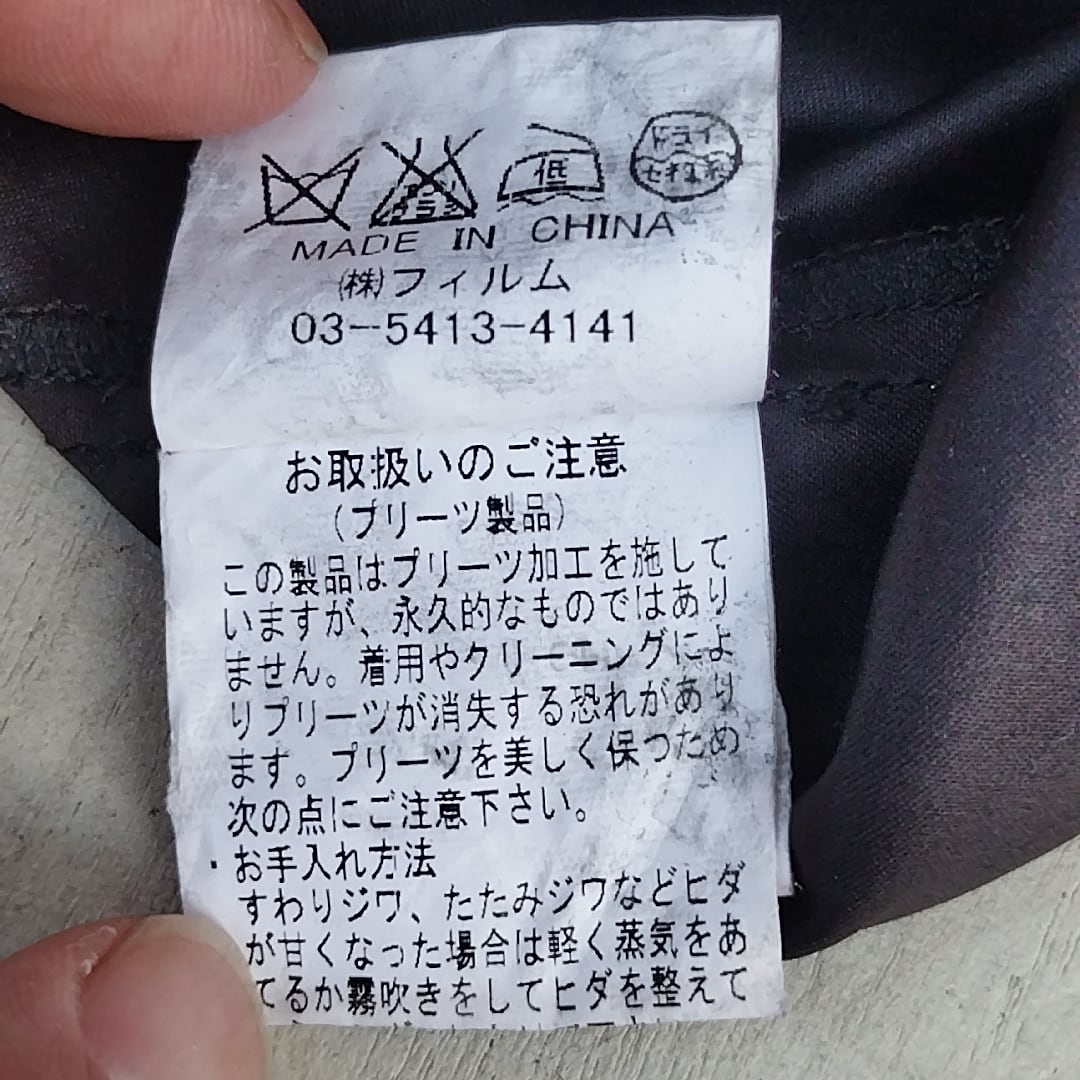 低
ドライ
セキユ系
MADE IN CHINA
(株)フィルム
03-5413-4141
お取扱いのご注意
(プリーツ製品)
この製品はプリーツ加工を施して
いますが、永久的なものではあり
ません。着用やクリーニングによ
りプリーツが消失する恐れがあり
ます。プリーツを美しく保つため
次の点にご注意下さい。
・お手入れ方法
すわりジワ、たたみジワなどヒダ
が甘くなった場合は軽く蒸気をあ
てるか霧吹きをしてヒダを整えて